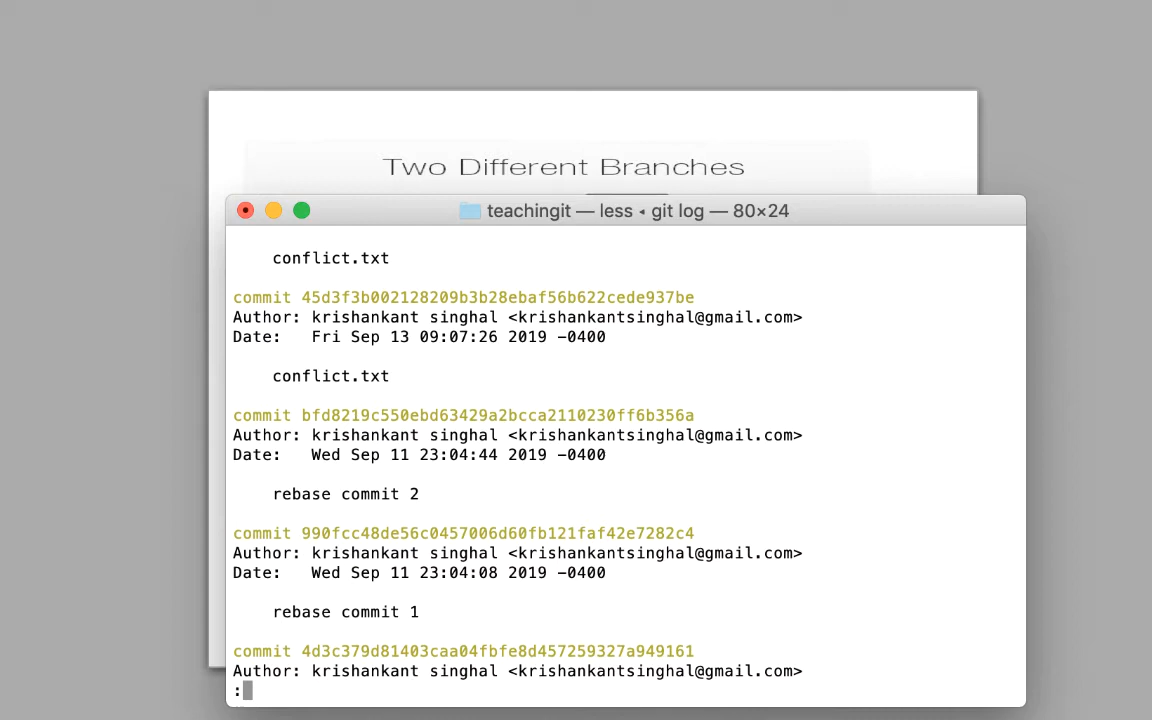 Two Different Branches
teachingit — less ◂ git log — 80×24
conflict.txt
commit 45d3f3b002128209b3b28ebaf56b622cede937be
Author: krishankant singhal <krishankantsinghal@gmail.com>
Date:   Fri Sep 13 09:07:26 2019 -0400
conflict.txt
commit bfd8219c550ebd63429a2bcca2110230ff6b356a
Author: krishankant singhal <krishankantsinghal@gmail.com>
Date:   Wed Sep 11 23:04:44 2019 -0400
rebase commit 2
commit 990fcc48de56c0457006d60fb121faf42e7282c4
Author: krishankant singhal <krishankantsinghal@gmail.com>
Date:   Wed Sep 11 23:04:08 2019 -0400
rebase commit 1
commit 4d3c379d81403caa04fbfe8d457259327a949161
Author: krishankant singhal <krishankantsinghal@gmail.com>
: